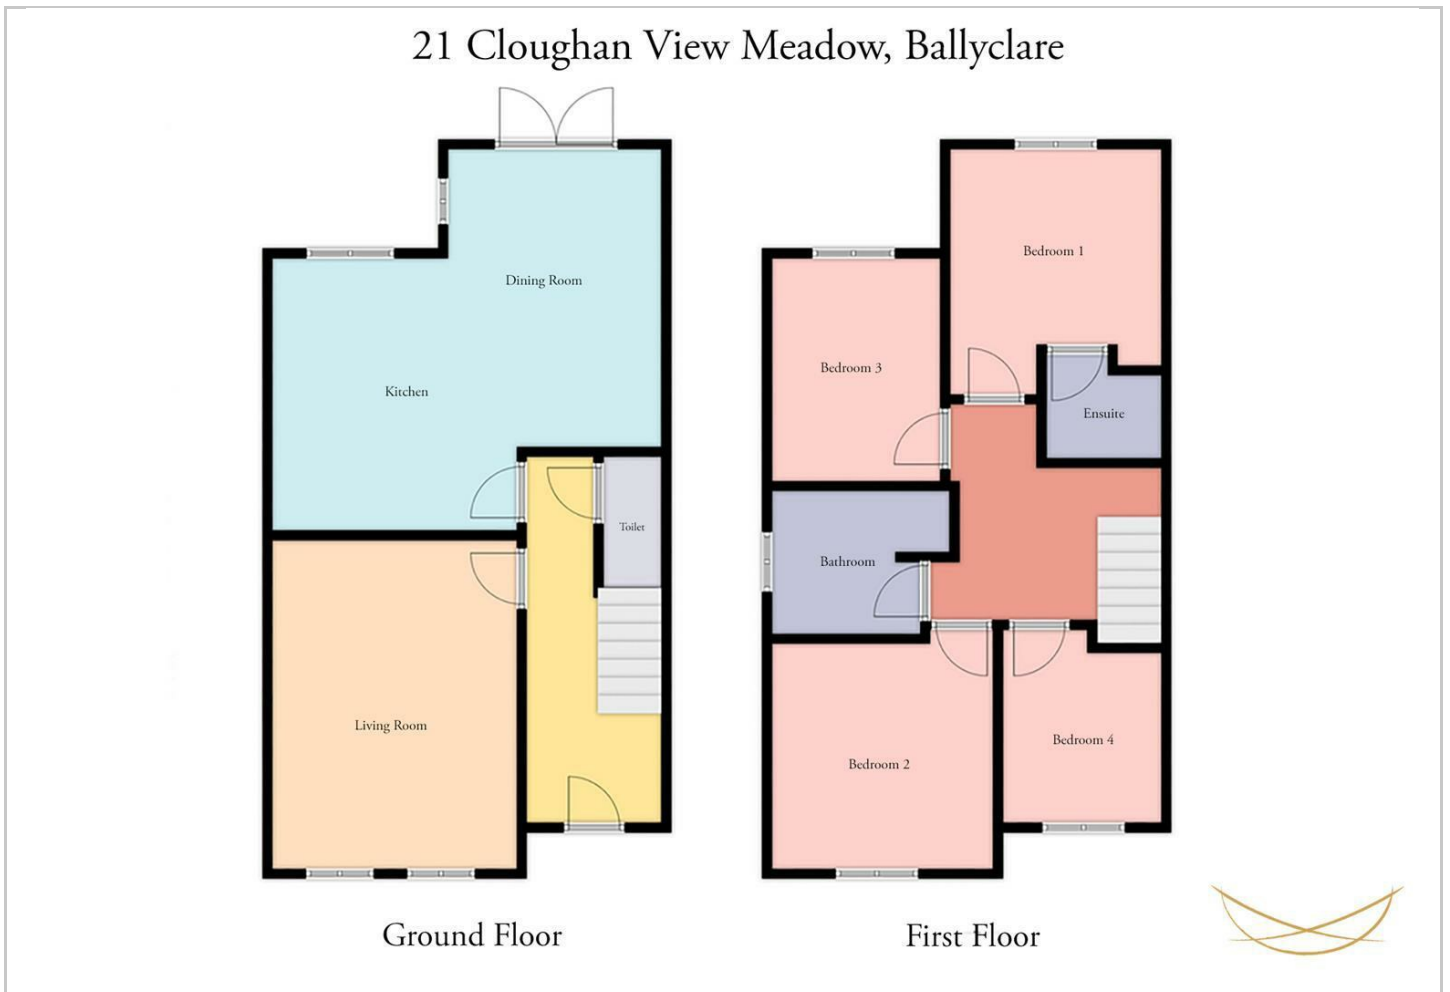 21 Cloughan View Meadow, Ballyclare
Dining Room
Kitchen
Toilet
Living Room
Ground Floor
Bedroom 1
Bedroom 3
Ensuite
Bathroom
Bedroom 2
Bedroom 4
First Floor